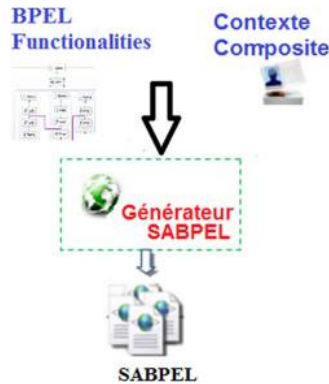 BPEL
Functionalities
Contexte
Composite
Générateur
SABPEL
SABPEL